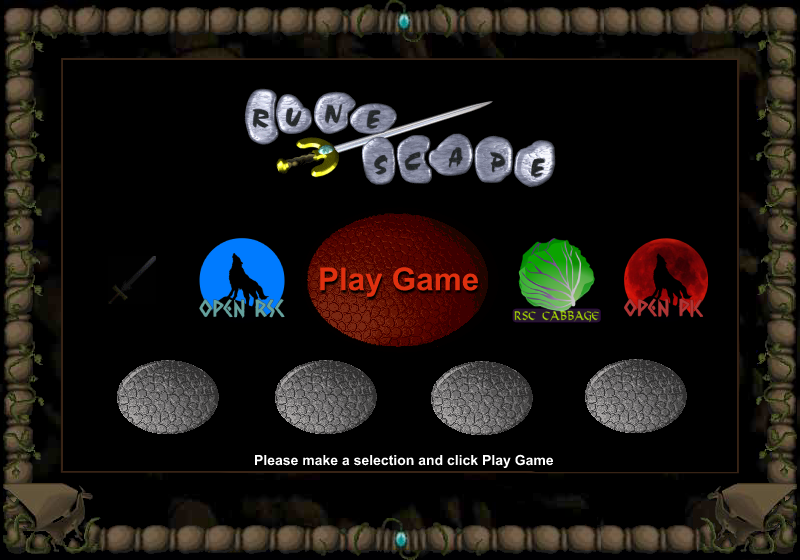 RUNE
SCAPE
Play Game
OPEN RSC
RSC CABBAGE
OPEN PK
Please make a selection and click Play Game